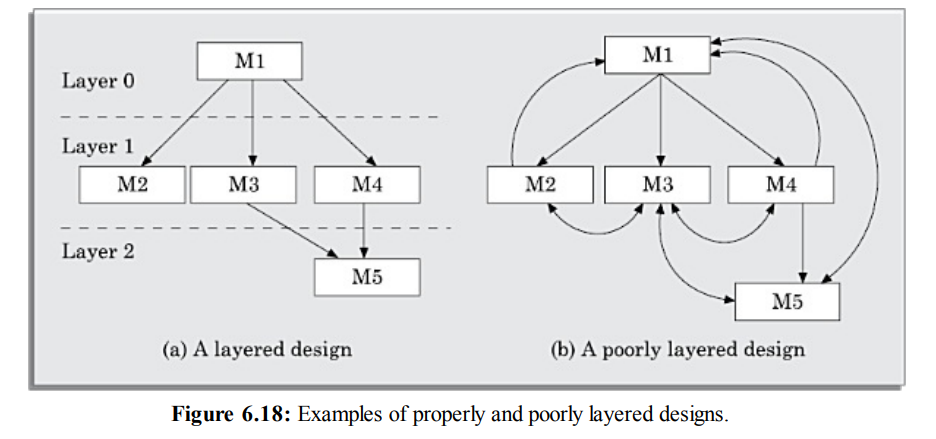 M1
Layer 0
Layer 1
M2 M3 M4
Layer 2
M5
(a) A layered design
M1
M2 M3 M4
M5
(b) A poorly layered design
Figure 6.18: Examples of properly and poorly layered designs.